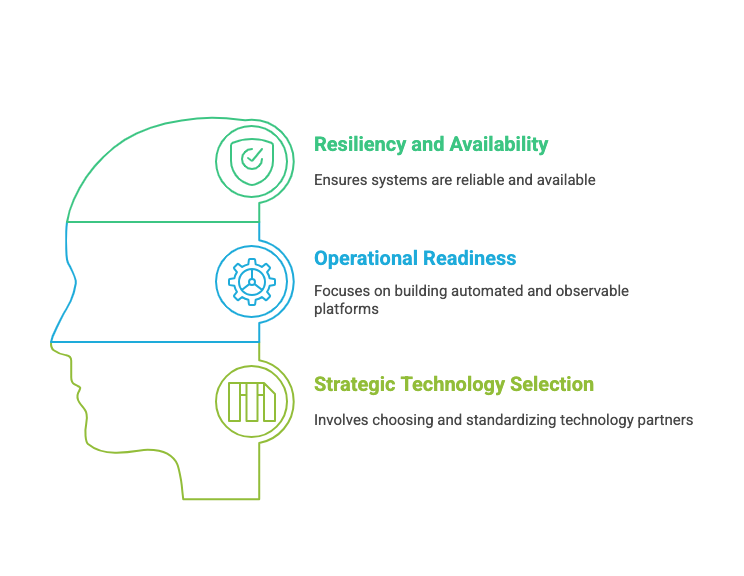 Resiliency and Availability
Ensures systems are reliable and available
Operational Readiness
Focuses on building automated and observable
platforms
Strategic Technology Selection
Involves choosing and standardizing technology partners